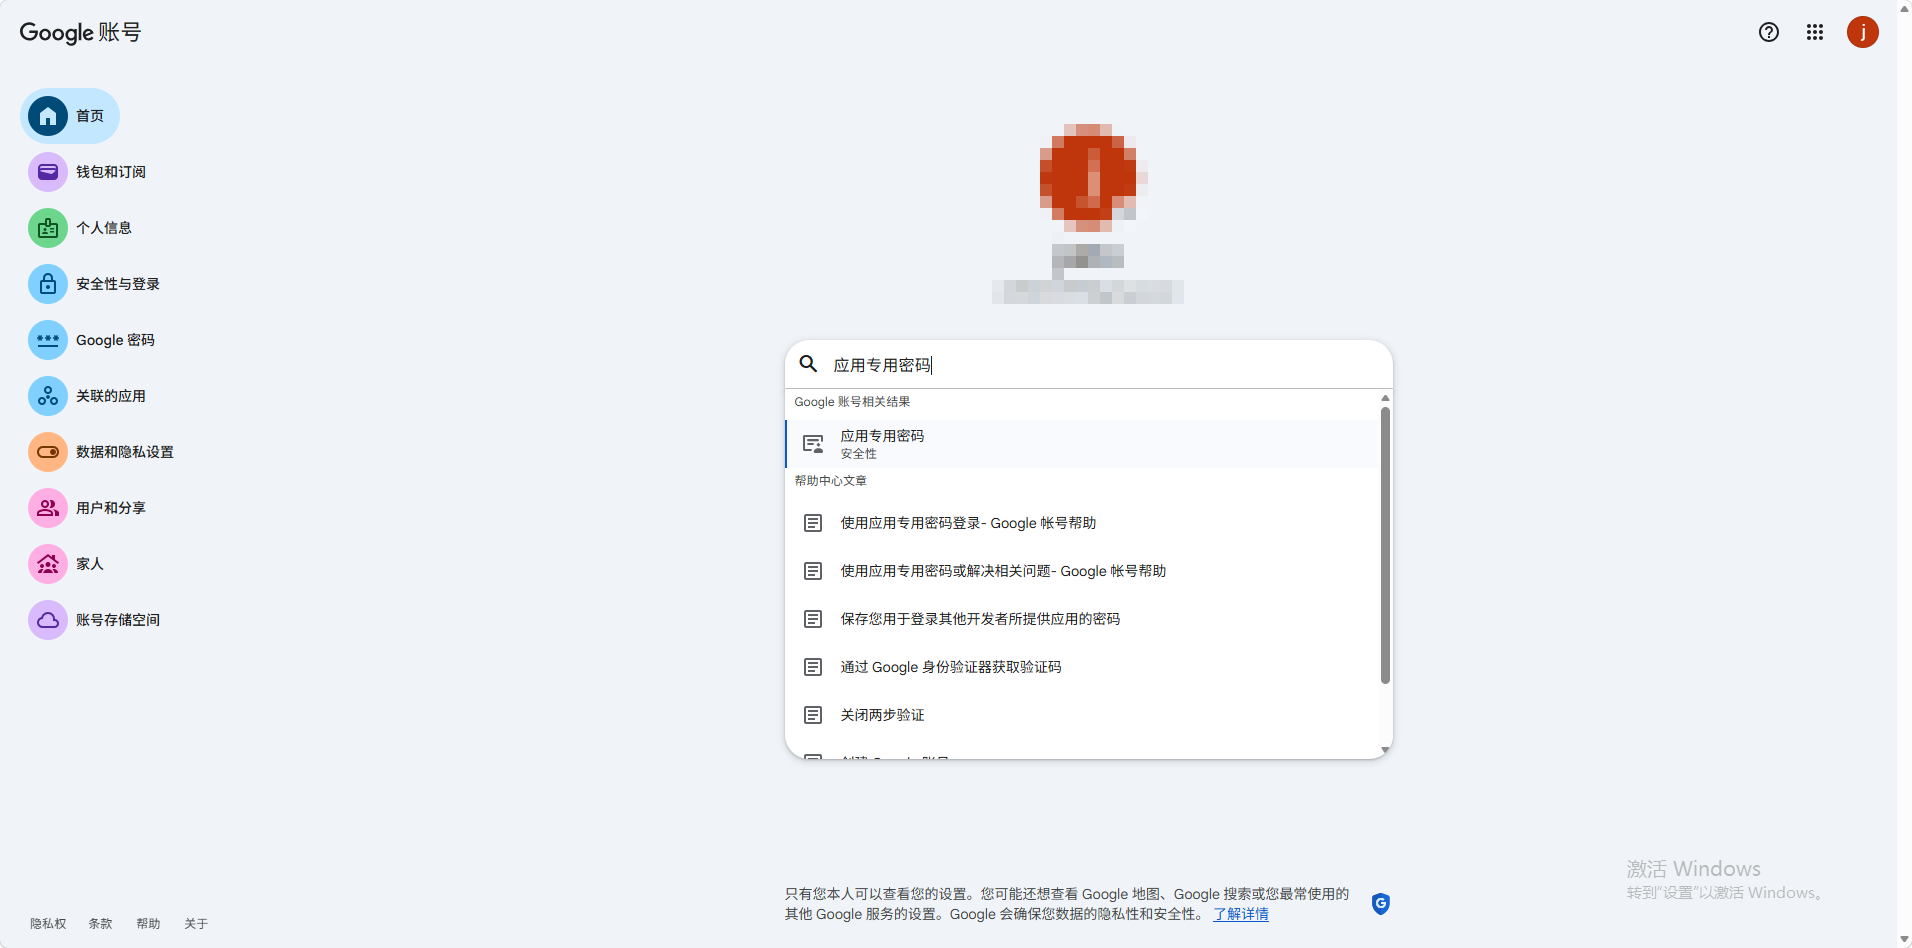 Google 账号
j
首页
钱包和订阅
个人信息
安全性与登录
Google 密码
关联的应用
数据和隐私设置
用户和分享
家人
账号存储空间
应用专用密码
Google 账号相关结果
应用专用密码
安全性
帮助中心文章
使用应用专用密码登录- Google 帐号帮助
使用应用专用密码或解决相关问题- Google 帐号帮助
保存您用于登录其他开发者所提供应用的密码
通过 Google 身份验证器获取验证码
关闭两步验证
创建 Google 账号
只有您本人可以查看您的设置。您可能还想查看 Google 地图、Google 搜索或您最常使用的
其他 Google 服务的设置。Google 会确保您数据的隐私性和安全性。 了解详情
激活 Windows
转到"设置"以激活 Windows。
隐私权 条款 帮助 关于